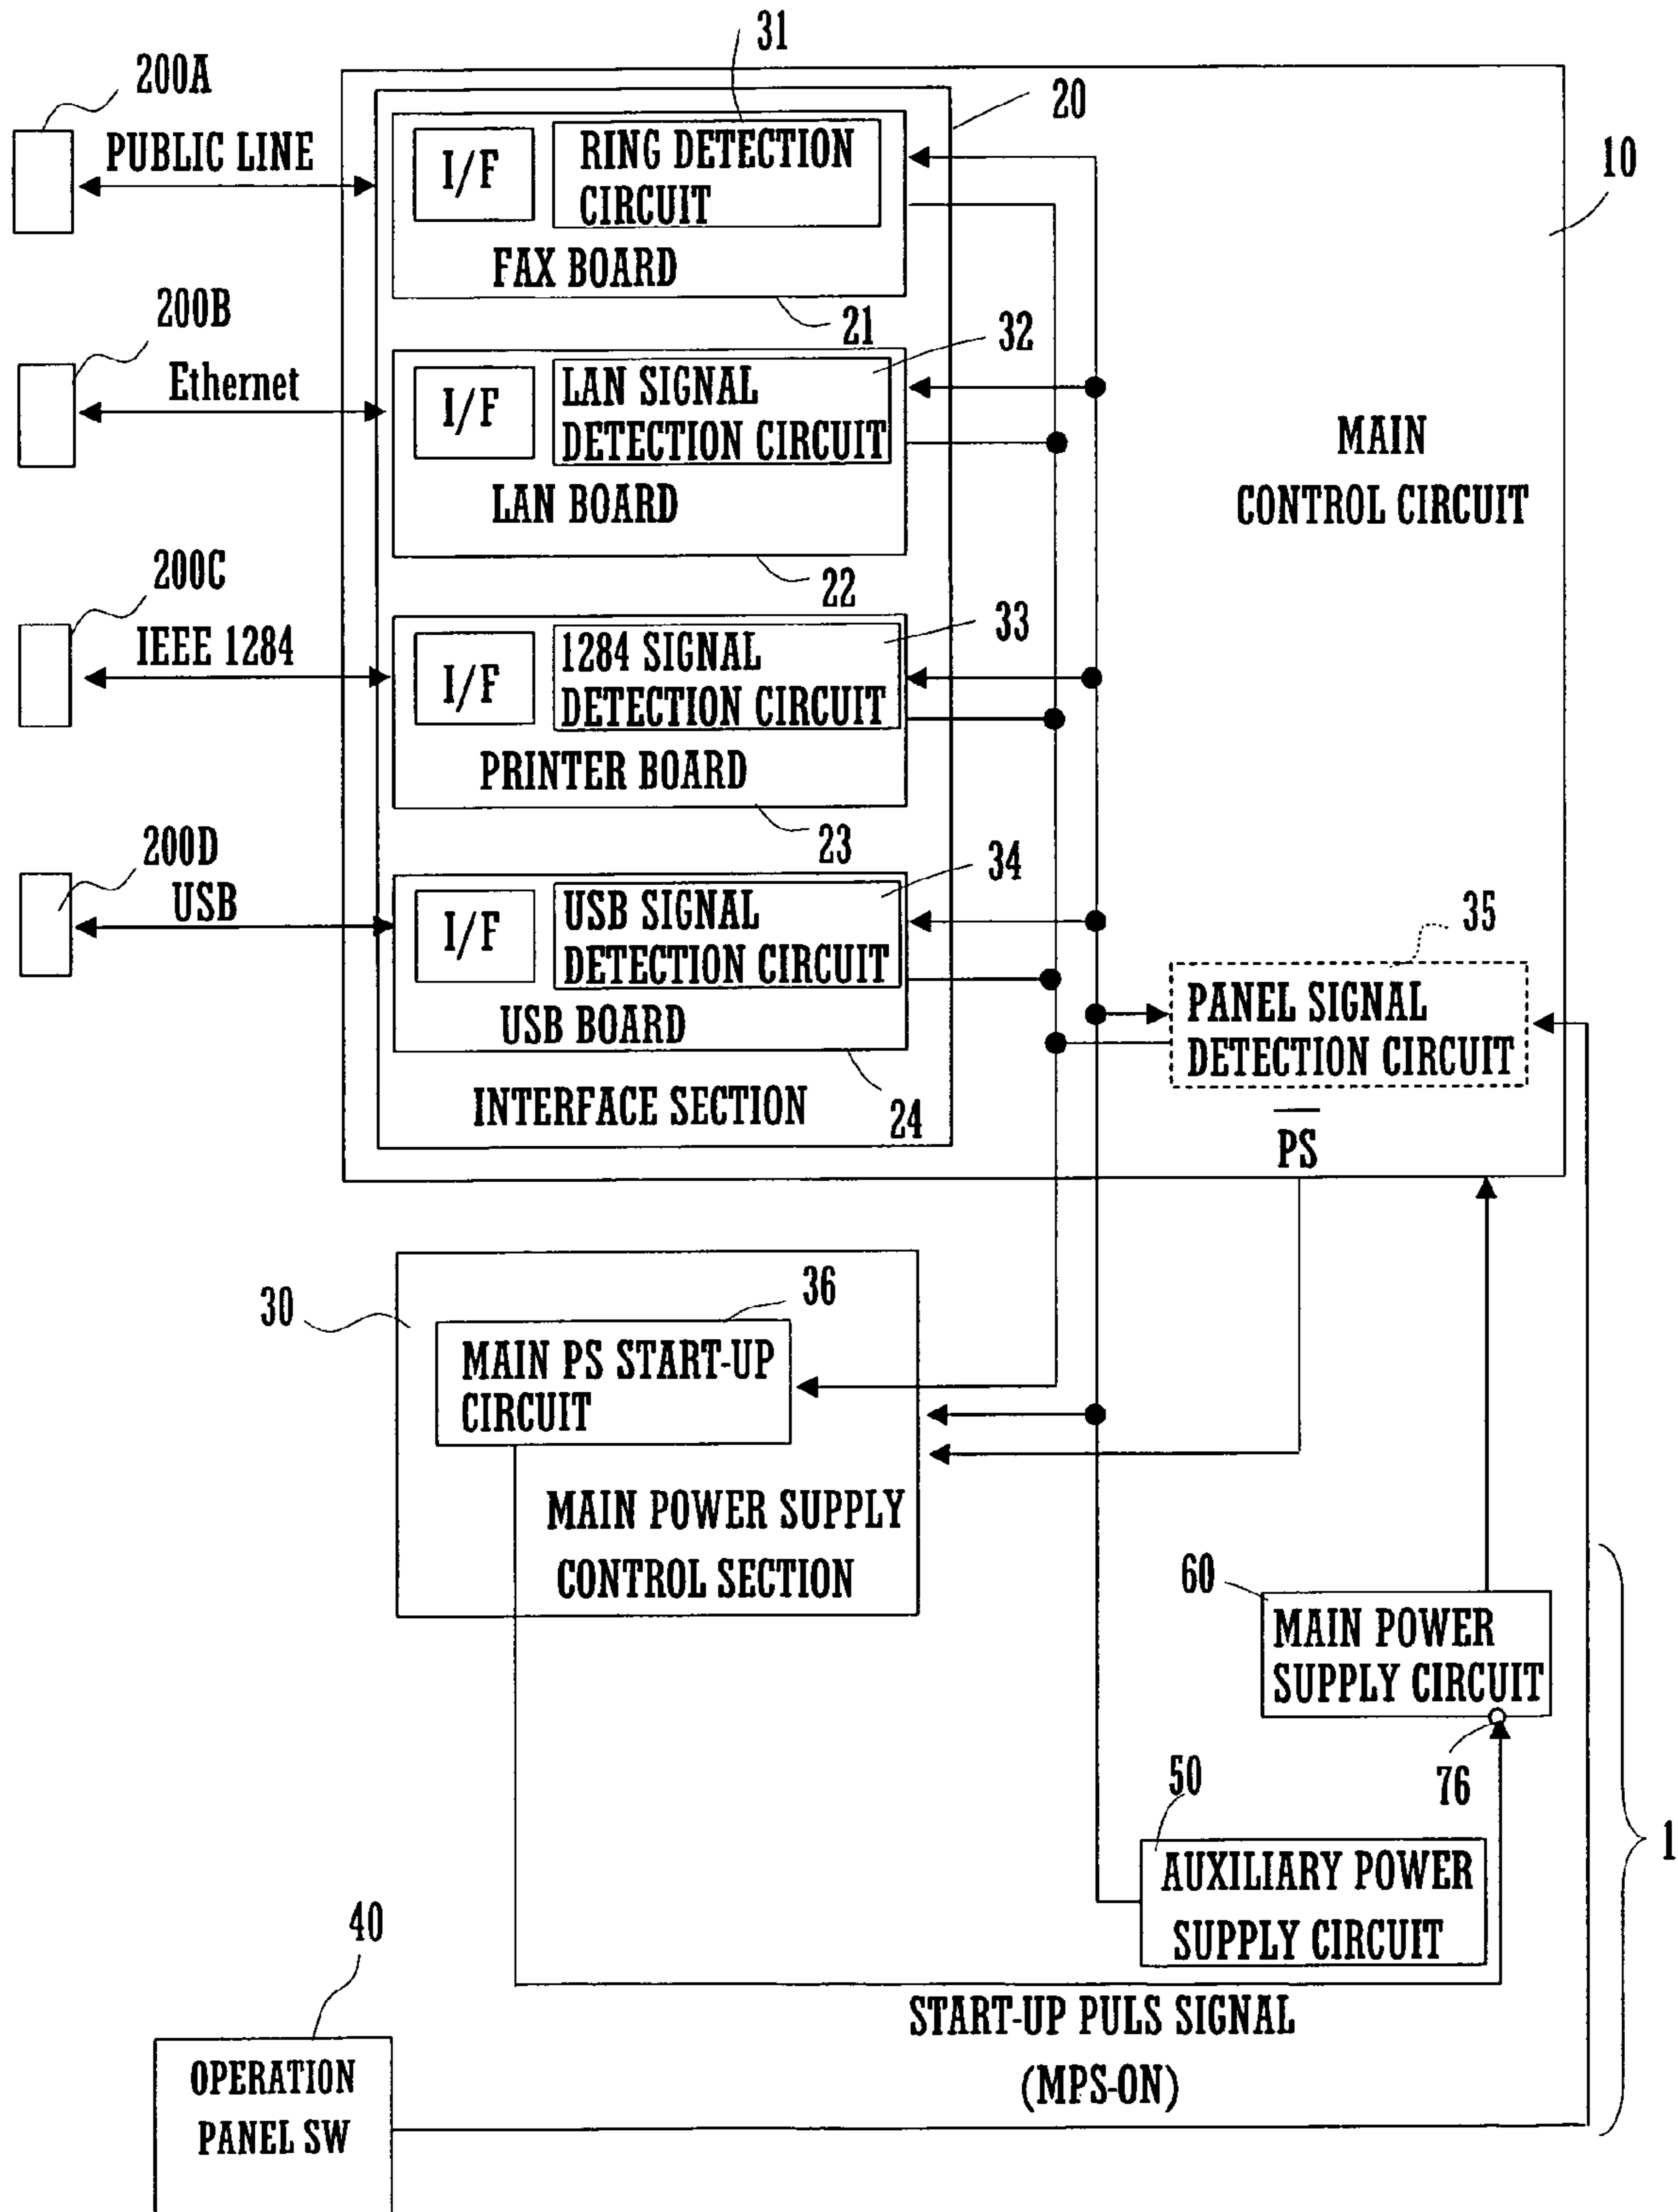 31
200A
20
PUBLIC LINE
I/F
RING DETECTION
CIRCUIT
10
FAX BOARD
200B
21
32
Ethernet
I/F
LAN SIGNAL
DETECTION CIRCUIT
MAIN
CONTROL CIRCUIT
LAN BOARD
200C
22
33
IEEE 1284
I/F
1284 SIGNAL
DETECTION CIRCUIT
PRINTER BOARD
200D
23
34
USB
I/F
USB SIGNAL
DETECTION CIRCUIT
35
PANEL SIGNAL
DETECTION CIRCUIT
USB BOARD
INTERFACE SECTION
24
PS
30
36
MAIN PS START-UP
CIRCUIT
MAIN POWER SUPPLY
CONTROL SECTION
60
MAIN POWER
SUPPLY CIRCUIT
76
50
1
AUXILIARY POWER
SUPPLY CIRCUIT
40
START-UP PULS SIGNAL
(MPS-ON)
OPERATION
PANEL SW